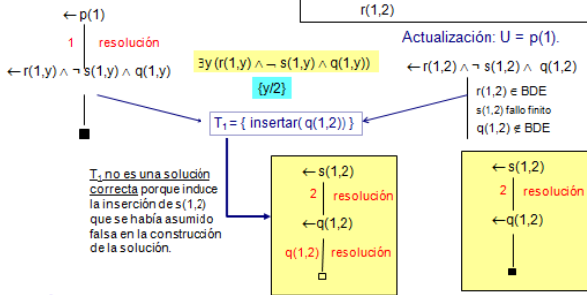 ← p(1)
r(1,2)
1 resolución
Actualización: U = p(1).
← r(1,y) ∧ ¬ s(1,y) ∧ q(1,y)
∃y (r(1,y) ∧ ¬ s(1,y) ∧ q(1,y))
← r(1,2) ∧ ¬ s(1,2) ∧ q(1,2)
{y/2}
r(1,2) ∈ BDE
s(1,2) fallo finito
q(1,2) ∉ BDE
T1 = { insertar( q(1,2)) }
T1 no es una solución
correcta porque induce
la inserción de s(1,2)
que se había asumido
falsa en la construcción
de la solución.
← s(1,2)
2 resolución
← q(1,2)
q(1,2) resolución
← s(1,2)
2 resolución
← q(1,2)